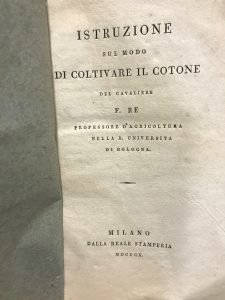 ISTRUZIONE
SUL MODO
DI COLTIVARE IL COTONE
DEL CAVALIERE
F. RE
PROFESSORE D'AGRICOLTURA
NELLA R. UNIVERSITA
DI BOLOGNA.
MILANO
DALLA REALE STAMPERIA
MDCCCX.